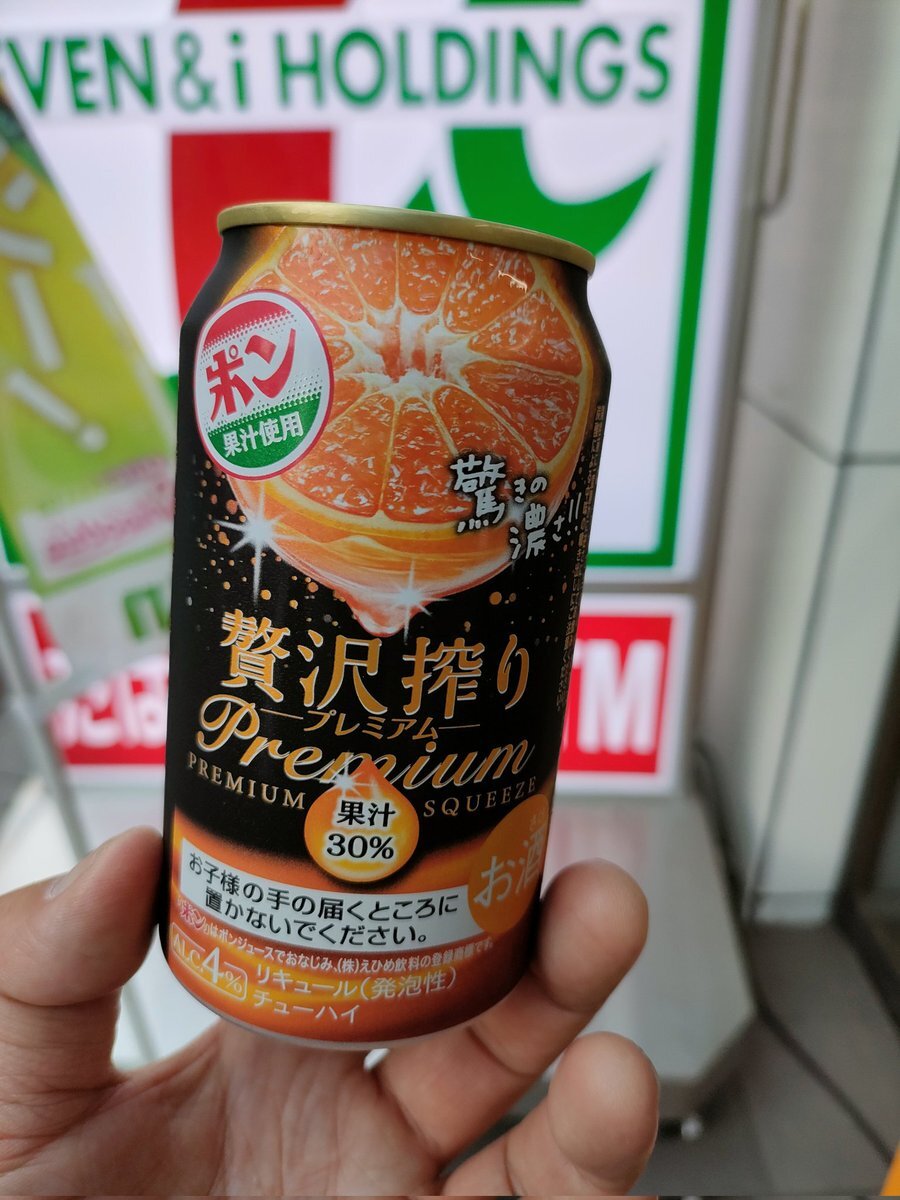 VEN&i HOLDINGS
ポン
果汁使用
驚きの
濃さ!!
贅沢搾り
プレミアム
Premium
PREMIUM SQUEEZE
果汁
30%
お酒
お子様の手の届くところに
置かないでください。
はポンジュースでおなじみ、(株)えひめ飲料の登録商標です。
ALC.4%
リキュール(発泡性)
チューハイ
TM